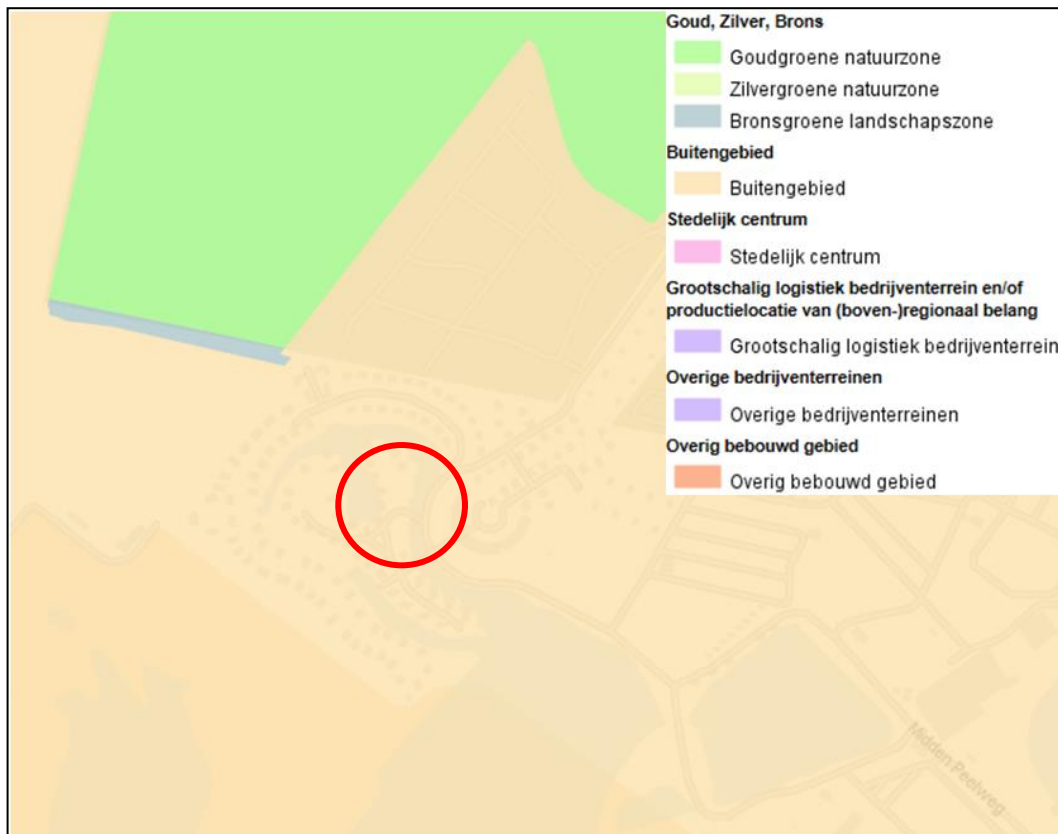 Goud, Zilver, Brons
Goudgroene natuurzone
Zilvergroene natuurzone
Bronsgroene landschapszone
Buitengebied
Buitengebied
Stedelijk centrum
Stedelijk centrum
Grootschalig logistiek bedrijventerrein en/of
productielocatie van (boven-)regionaal belang
Grootschalig logistiek bedrijventerrein
Overige bedrijventerreinen
Overige bedrijventerreinen
Overig bebouwd gebied
Overig bebouwd gebied
Midden Peelweg